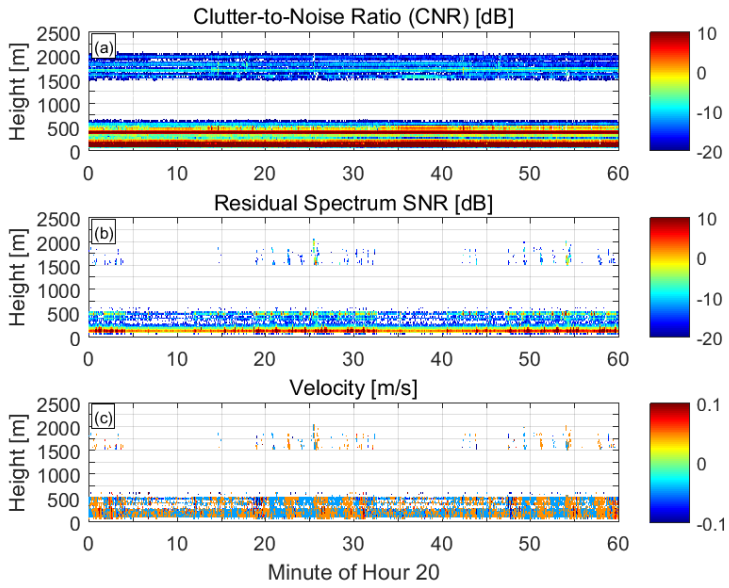 Clutter-to-Noise Ratio (CNR) [dB]
(a)
Height [m]
2500
2000
1500
1000
500
0
0 10 20 30 40 50 60
10
0
-10
-20
Residual Spectrum SNR [dB]
(b)
Height [m]
2500
2000
1500
1000
500
0
0 10 20 30 40 50 60
10
0
-10
-20
Velocity [m/s]
(c)
Height [m]
2500
2000
1500
1000
500
0
0 10 20 30 40 50 60
0.1
0
-0.1
Minute of Hour 20